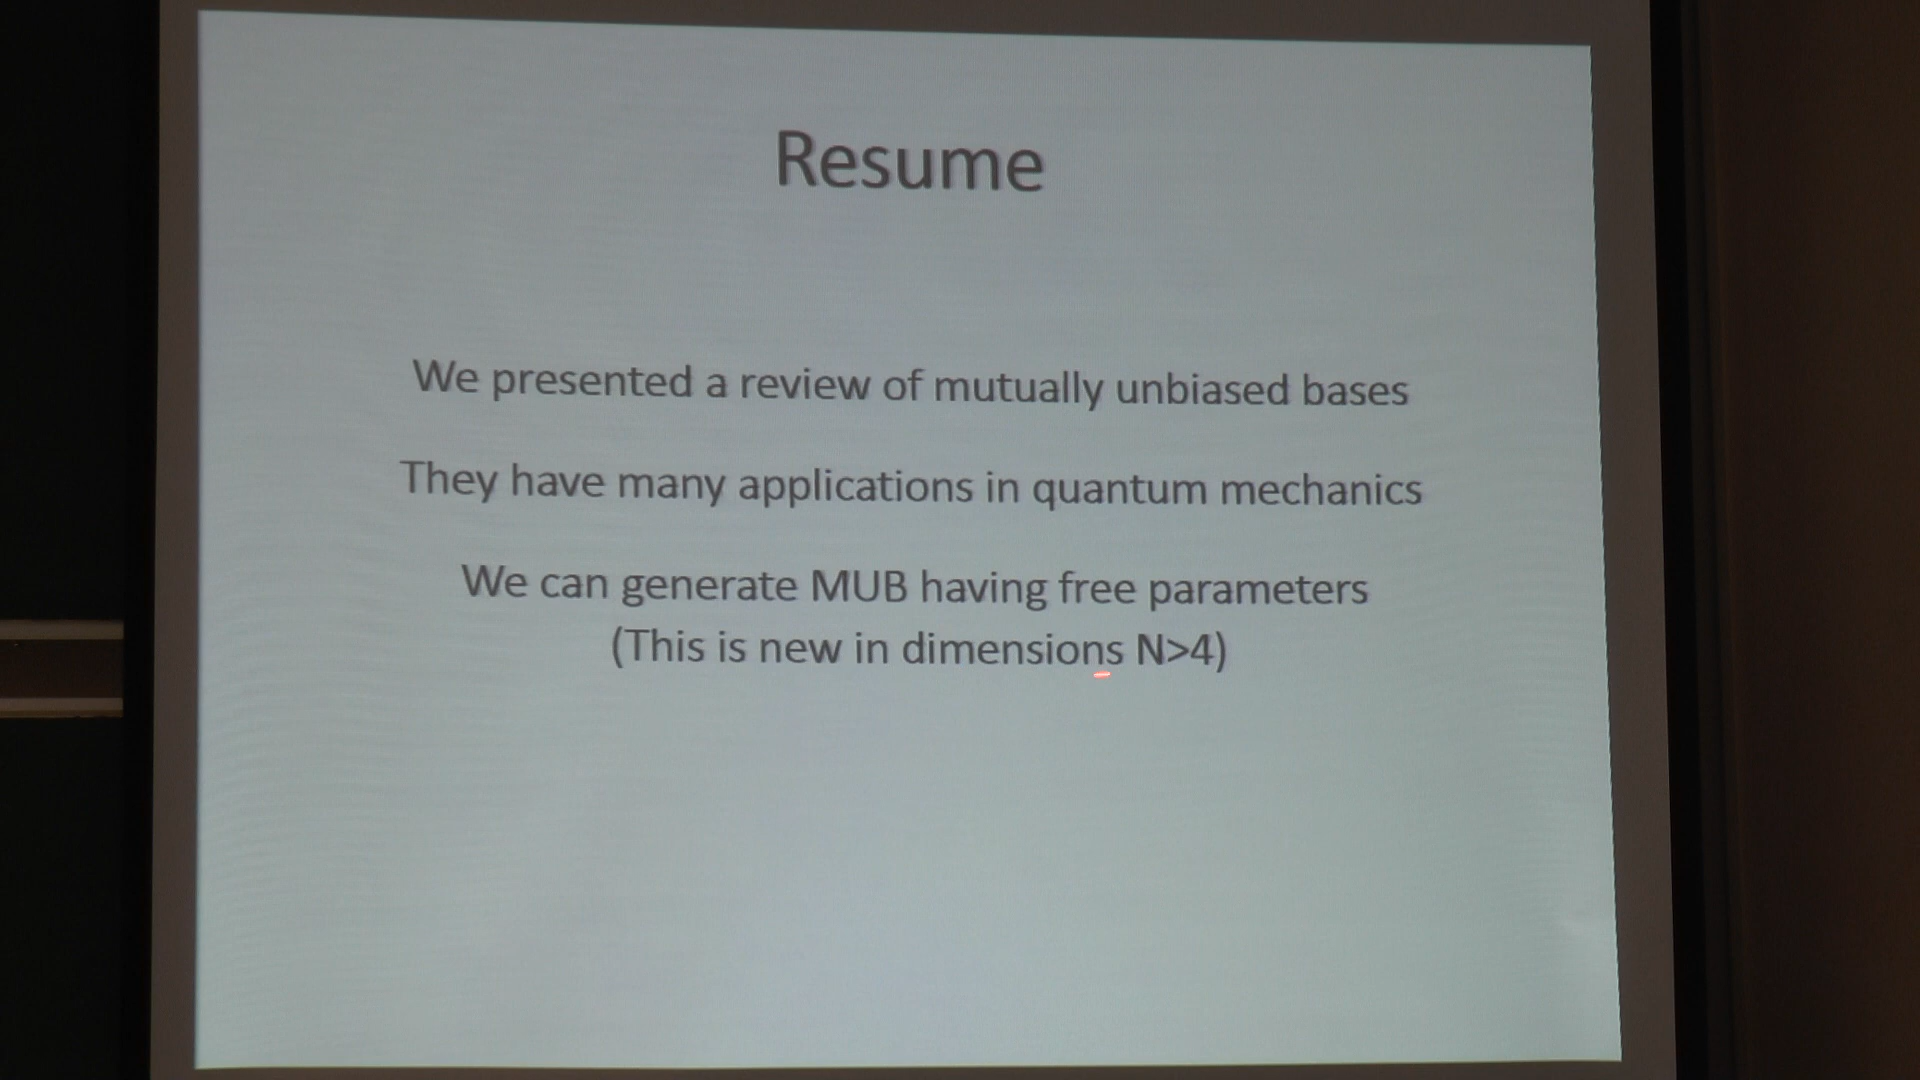 Resume
We presented a review of mutually unbiased bases
They have many applications in quantum mechanics
We can generate MUB having free parameters
(This is new in dimensions N>4)